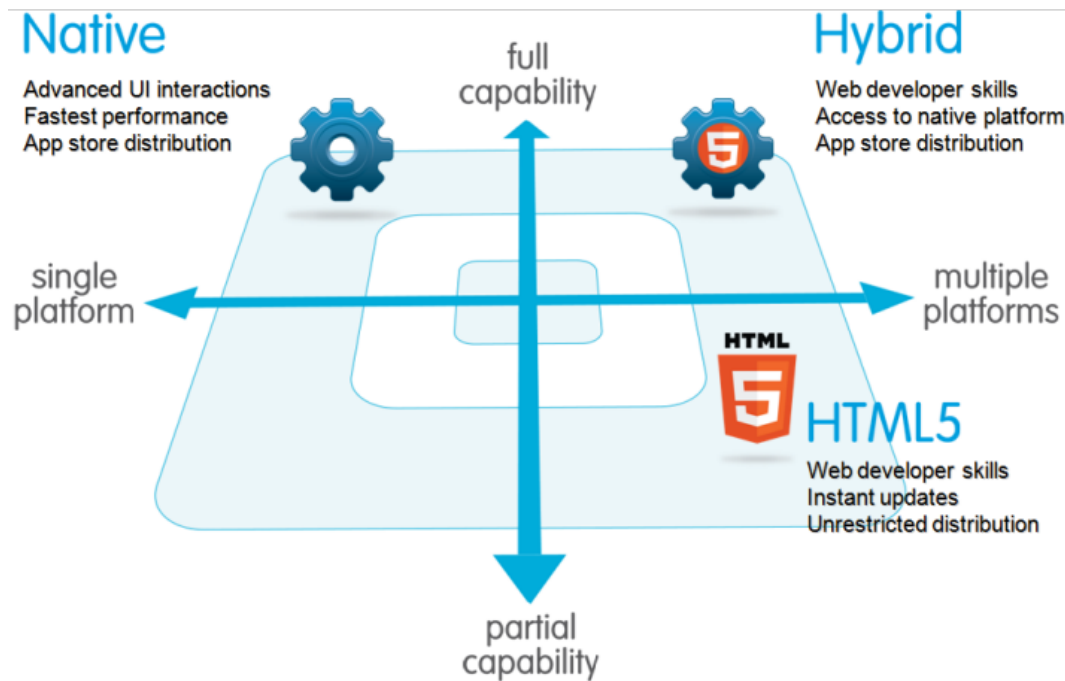 Native
Advanced UI interactions
Fastest performance
App store distribution
full
capability
Hybrid
Web developer skills
Access to native platform
App store distribution
5
single
platform
multiple
platforms
HTML
5
HTML5
Web developer skills
Instant updates
Unrestricted distribution
partial
capability